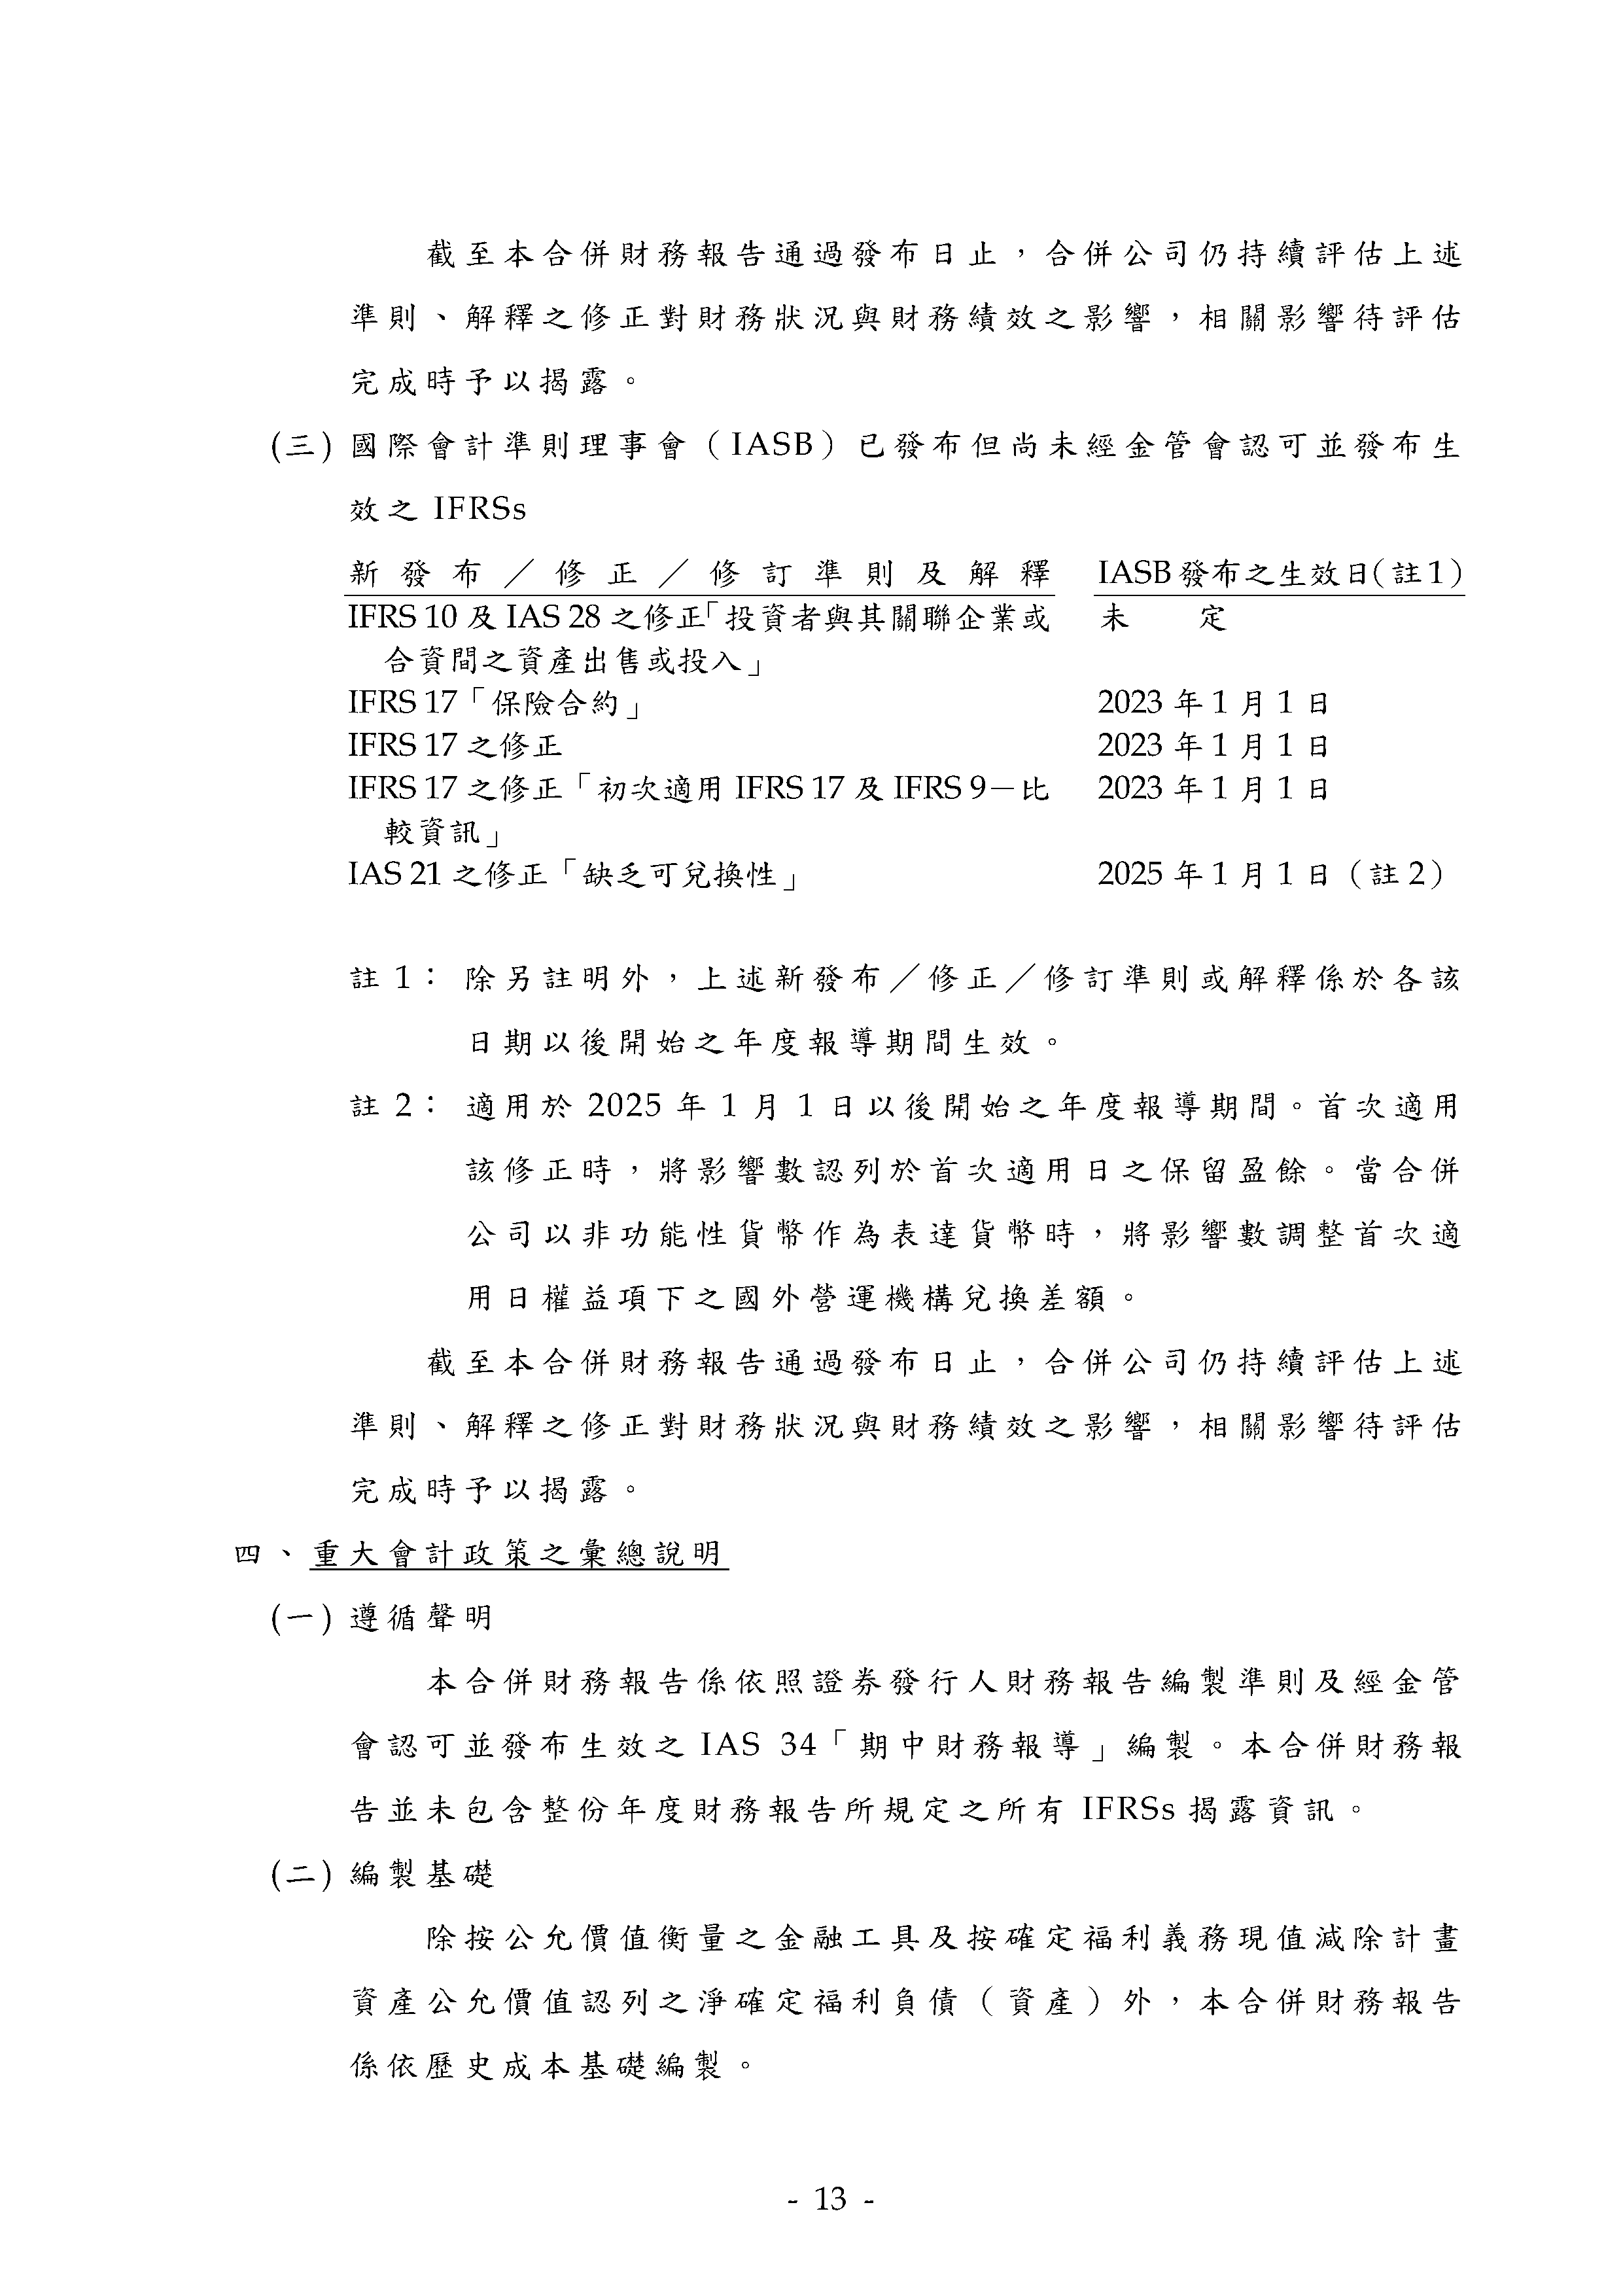 截至本合併財務報告通過發布日止，合併公司仍持續評估上述
準則、解釋之修正對財務狀況與財務績效之影響，相關影響待評估
完成時予以揭露。
(三) 國際會計準則理事會（IASB）已發布但尚未經金管會認可並發布生
效之 IFRSs
新發布／修正／修訂準則及解釋 IASB發布之生效日(註1)
IFRS 10 及 IAS 28 之修正「投資者與其關聯企業或 未 定
合資間之資產出售或投入」
IFRS 17「保險合約」 2023 年 1 月 1 日
IFRS 17 之修正 2023 年 1 月 1 日
IFRS 17 之修正「初次適用 IFRS 17 及 IFRS 9－比 2023 年 1 月 1 日
較資訊」
IAS 21 之修正「缺乏可兌換性」 2025 年 1 月 1 日（註 2）
註 1： 除另註明外，上述新發布／修正／修訂準則或解釋係於各該
日期以後開始之年度報導期間生效。
註 2： 適用於 2025 年 1 月 1 日以後開始之年度報導期間。首次適用
該修正時，將影響數認列於首次適用日之保留盈餘。當合併
公司以非功能性貨幣作為表達貨幣時，將影響數調整首次適
用日權益項下之國外營運機構兌換差額。
截至本合併財務報告通過發布日止，合併公司仍持續評估上述
準則、解釋之修正對財務狀況與財務績效之影響，相關影響待評估
完成時予以揭露。
四、重大會計政策之彙總說明
(一) 遵循聲明
本合併財務報告係依照證券發行人財務報告編製準則及經金管
會認可並發布生效之 IAS 34「期中財務報導」編製。本合併財務報
告並未包含整份年度財務報告所規定之所有 IFRSs 揭露資訊。
(二) 編製基礎
除按公允價值衡量之金融工具及按確定福利義務現值減除計畫
資產公允價值認列之淨確定福利負債（資產）外，本合併財務報告
係依歷史成本基礎編製。
- 13 -